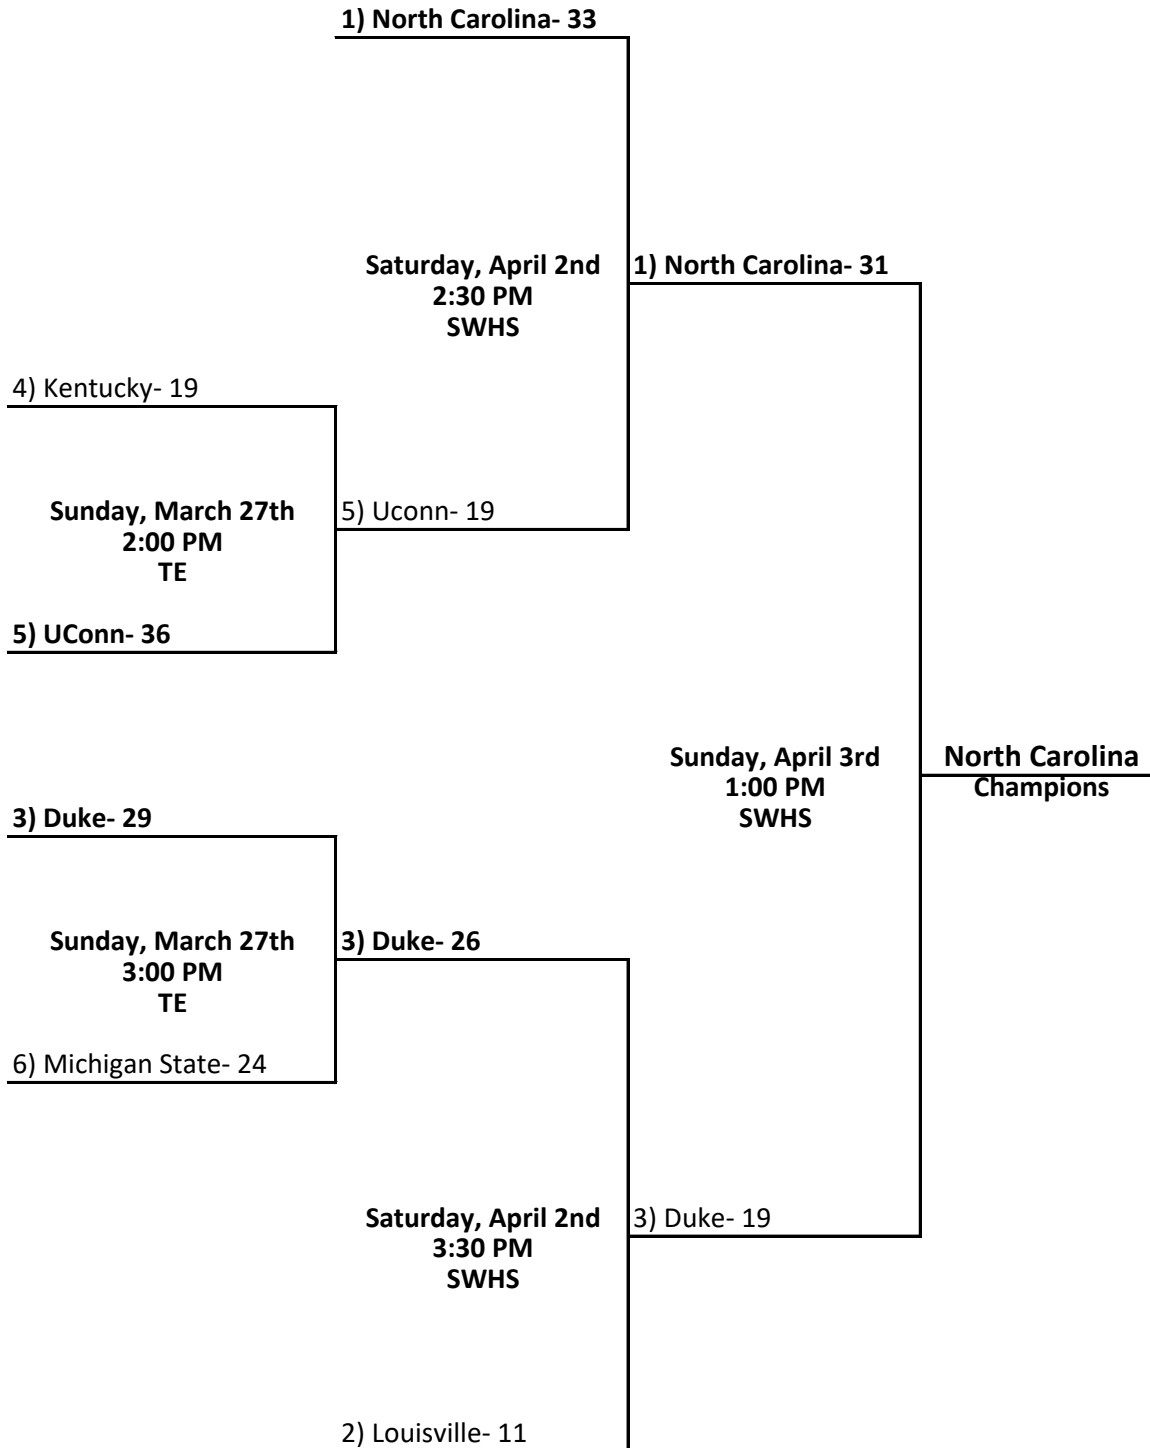 1) North Carolina- 33
Saturday, April 2nd
2:30 PM
SWHS
1) North Carolina- 31
4) Kentucky- 19
Sunday, March 27th
2:00 PM
TE
5) Uconn- 19
5) UConn- 36
Sunday, April 3rd
1:00 PM
SWHS
North Carolina
Champions
3) Duke- 29
Sunday, March 27th
3:00 PM
TE
3) Duke- 26
6) Michigan State- 24
Saturday, April 2nd
3:30 PM
SWHS
3) Duke- 19
2) Louisville- 11